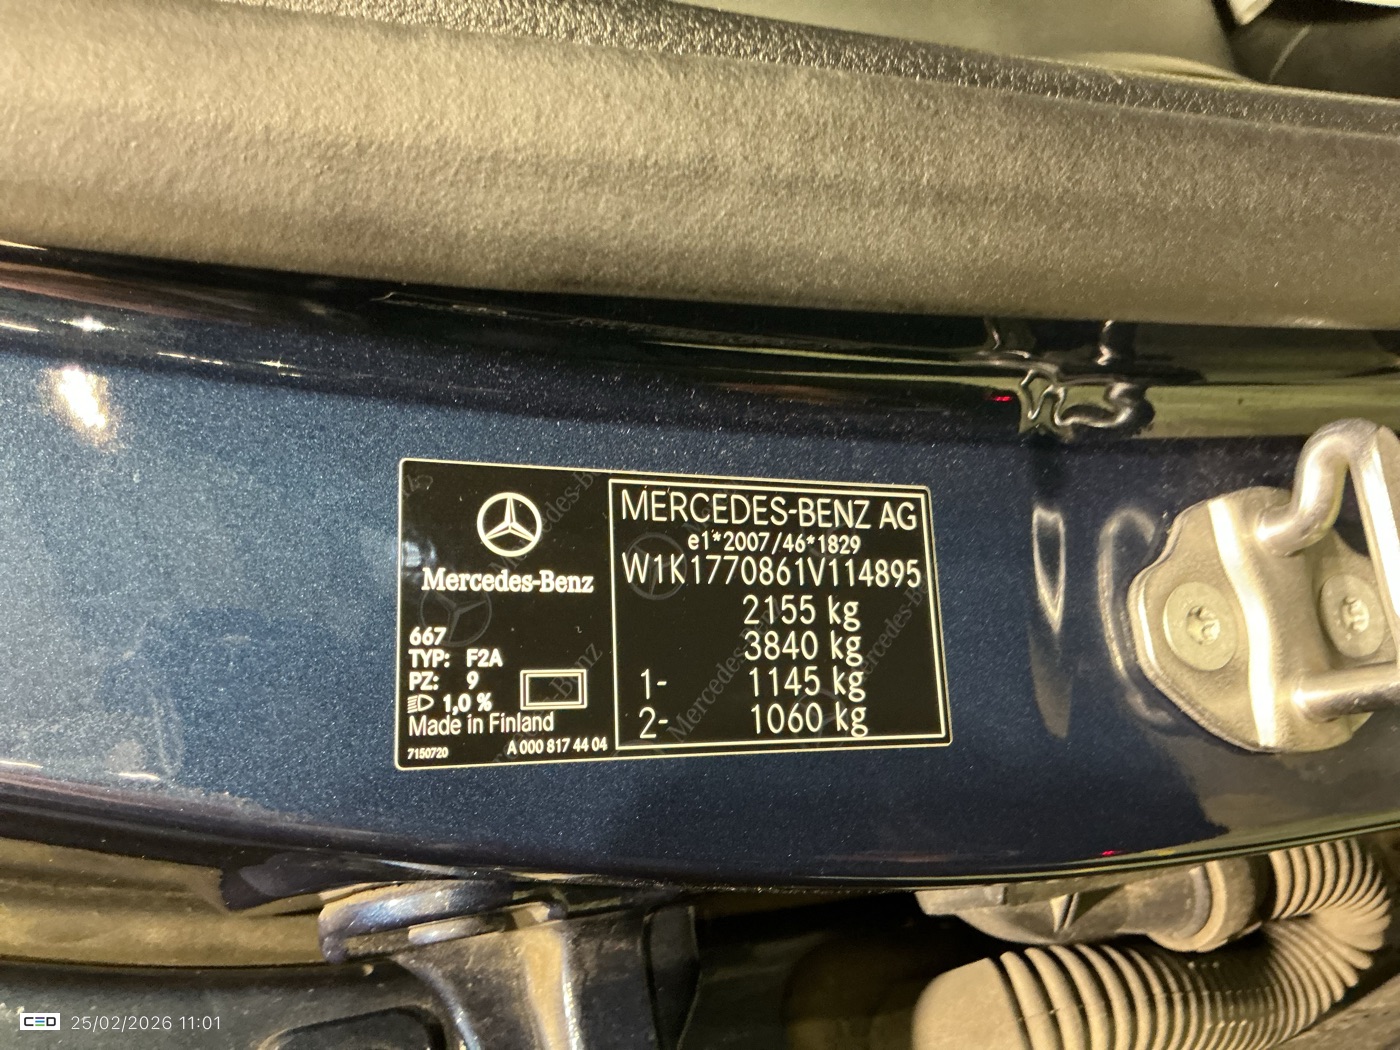 Mercedes-Benz
667
TYP: F2A
PZ: 9
1,0 %
Made in Finland
7150720 A 000 817 44 04
MERCEDES-BENZ AG
e1*2007/46*1829
W1K1770861V114895
2155 kg
3840 kg
1- 1145 kg
2- 1060 kg
CED 25/02/2026 11:01